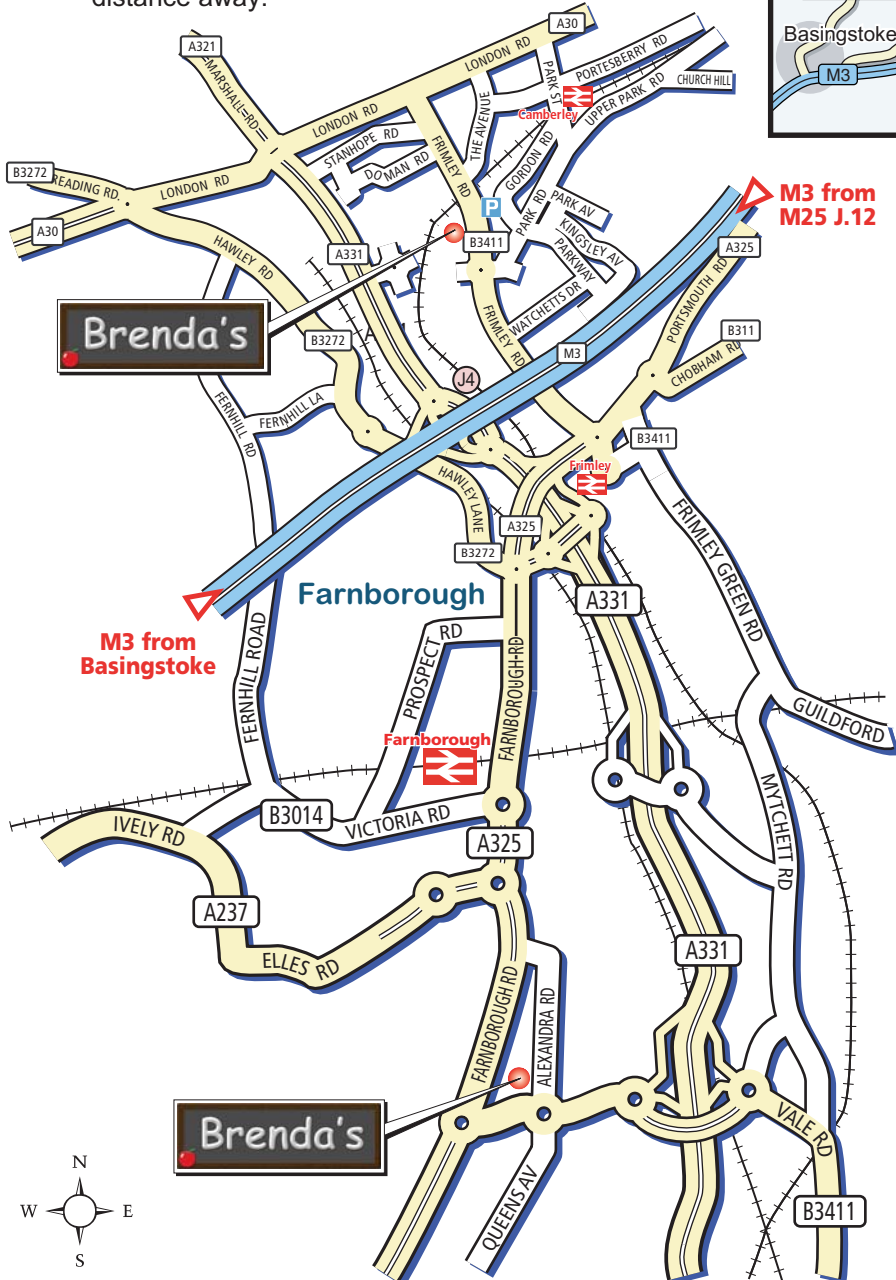 distance away.
A30
A321
LONDON RD
PORTESBERRY RD
Basingstoke
MARSHALL RD
PARK ST
CHURCH HILL
M3
LONDON RD
THE AVENUE
Camberley
UPPER PARK RD
STANHOPE RD
DOMAN RD
FRIMLEY RD
GORDON RD
B3272
READING RD.
LONDON RD
P
PARK RD
PARK AV
M3 from
M25 J.12
A30
HAWLEY RD
A331
B3411
KINGSLEY AV
PARKWAY
A325
PORTSMOUTH RD
WATCHETTS DR
Brenda's
B3272
FRIMLEY RD
M3
B311
CHOBHAM RD
J4
FERNHILL RD
FERNHILL LA
B3411
Frimley
HAWLEY LANE
A325
FRIMLEY GREEN RD
B3272
Farnborough
A331
M3 from
Basingstoke
FERNHILL ROAD
PROSPECT RD
FARNBOROUGH RD
GUILDFORD
Farnborough
MYTCHETT RD
B3014
VICTORIA RD
IVELY RD
A325
A237
ELLES RD
A331
FARNBOROUGH RD
ALEXANDRA RD
Brenda's
VALE RD
N
W E
S
QUEENS AV
B3411